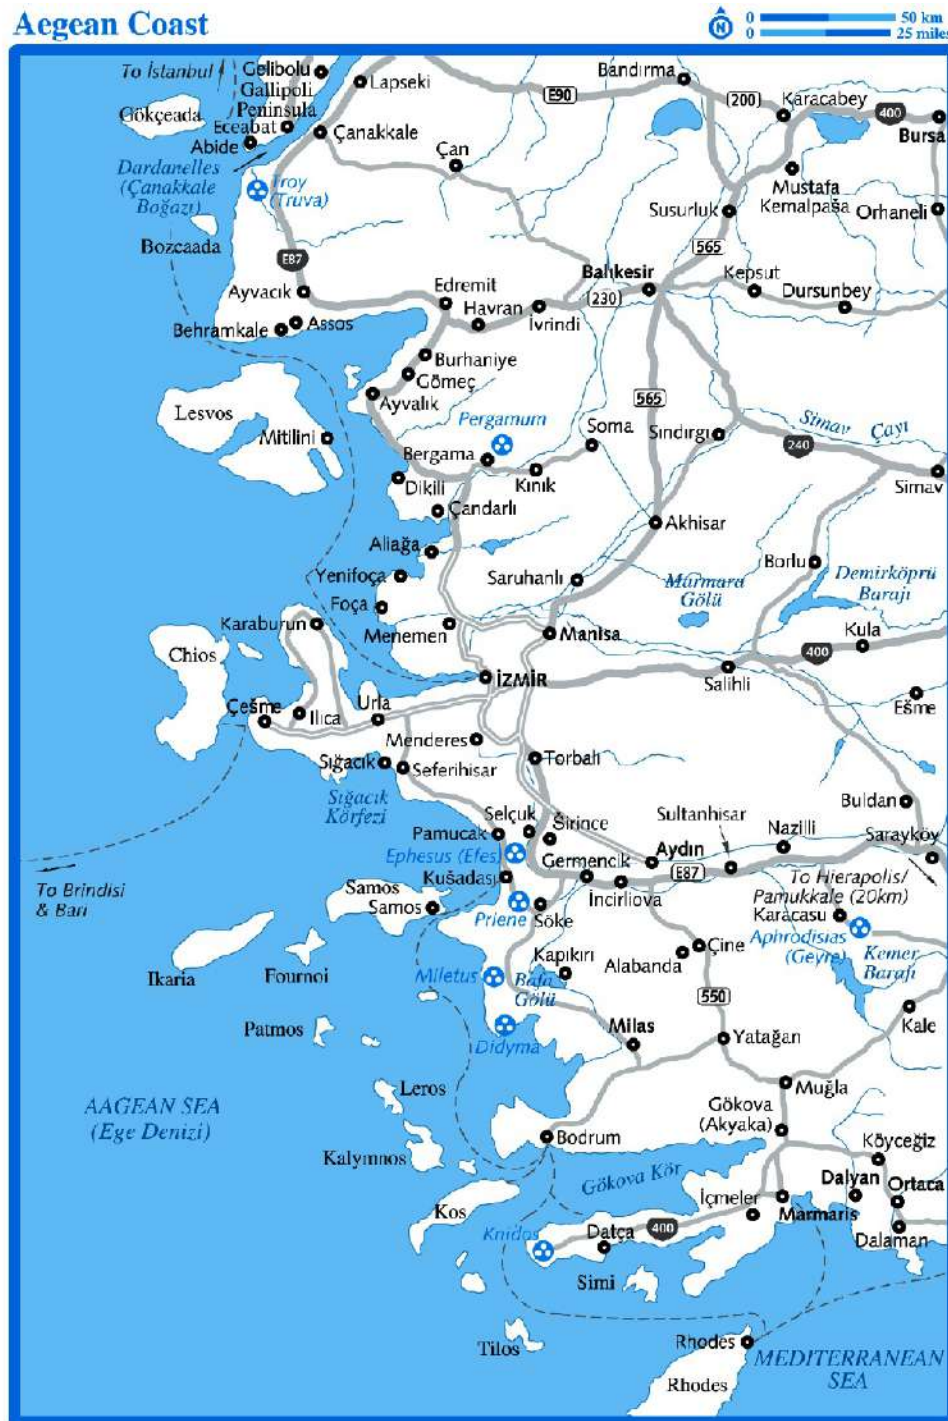 Aegean Coast
0 50 km
0 25 miles
To İstanbul
Gelibolu
Gallipoli
Peninsula
Lapseki
Bandırma
E90
200
Karacabey
400
Bursa
Gökçeada
Eceabat
Abide
Çanakkale
Çan
Dardanelles
(Çanakkale
Boğazı)
Troy
(Truva)
Mustafa
Kemalpaša
Orhaneli
Susurluk
Bozcaada
E87
565
Ayvacık
Edremit
Havran
İvrindi
230
Balıkesir
Kepsut
Dursunbey
Behramkale
Assos
Burhaniye
Gömeç
Ayvalık
565
Lesvos
Mitilini
Pergamum
Bergama
Soma
Sındırgı
Simav Çayı
240
Simav
Dikili
Kınık
Çandarlı
Akhisar
Aliağa
Yenifoça
Saruhanlı
Marmara
Gölü
Borlu
Demirköprü
Barajı
Foça
Karaburun
Menemen
Manisa
Kula
400
Chios
İZMİR
Salihli
Ešme
Çešme
Ilıca
Urla
Menderes
Torbalı
Sığacık
Seferihisar
Sığacık
Körfezi
Buldan
Selçuk
Pamucak
Širince
Sultanhisar
Nazilli
Sarayköy
Ephesus (Efes)
Aydın
Germencik
E87
Kušadası
İncirliova
To Hierapolis/
Pamukkale (20km)
To Brindisi
& Bari
Samos
Samos
Priene
Söke
Karacasu
Aphrodisias
(Geyre)
Kemer
Barajı
Ikaria
Fournoi
Kapıkırı
Alabanda
Çine
Miletus
Bafa
Gölü
550
Patmos
Didyma
Milas
Yatağan
Kale
Leros
Muğla
AAGEAN SEA
(Ege Denizi)
Gökova
(Akyaka)
Kalymnos
Bodrum
Köyceğiz
Gökova Kör
Dalyan
Ortaca
Kos
İçmeler
Marmaris
Knidos
Datça
400
Dalaman
Simi
Tilos
Rhodes
Rhodes
MEDITERRANEAN
SEA